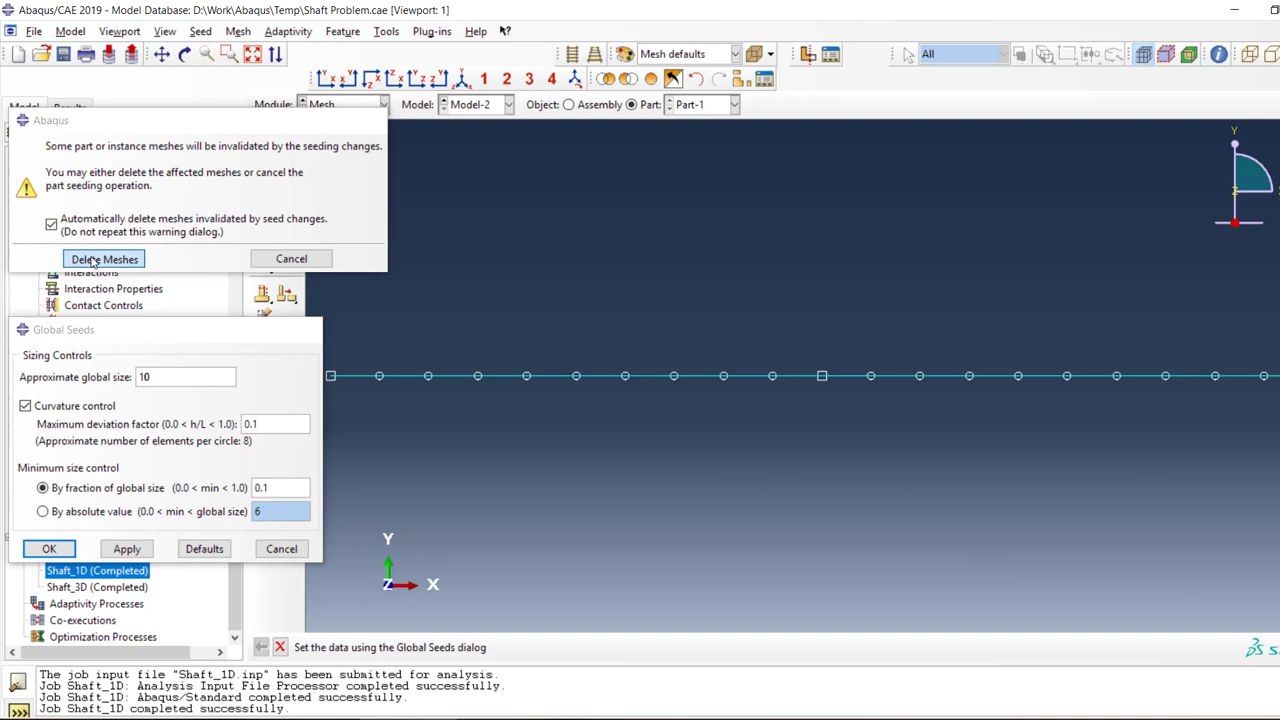 Abaqus/CAE 2019 - Model Database: D:\Work\Abaqus\Temp\Shaft Problem.cae [Viewport: 1]
File Model Viewport View Seed Mesh Adaptivity Feature Tools Plug-ins Help
Mesh defaults All
1 2 3 4
Model Results Module: Mesh Model: Model-2 Object: Assembly Part: Part-1
Abaqus
Some part or instance meshes will be invalidated by the seeding changes.
You may either delete the affected meshes or cancel the
part seeding operation.
Automatically delete meshes invalidated by seed changes.
(Do not repeat this warning dialog.)
Delete Meshes Cancel
Interactions
Interaction Properties
Contact Controls
Global Seeds
Sizing Controls
Approximate global size: 10
Curvature control
Maximum deviation factor (0.0 < h/L < 1.0): 0.1
(Approximate number of elements per circle: 8)
Minimum size control
By fraction of global size (0.0 < min < 1.0) 0.1
By absolute value (0.0 < min < global size) 6
OK Apply Defaults Cancel
Shaft_1D (Completed)
Shaft_3D (Completed)
Adaptivity Processes
Co-executions
Optimization Processes
Y
Z
Y
Z X
Set the data using the Global Seeds dialog
The job input file "Shaft_1D.inp" has been submitted for analysis.
Job Shaft_1D: Analysis Input File Processor completed successfully.
Job Shaft_1D: Abaqus/Standard completed successfully.
Job Shaft_1D completed successfully.
>>>